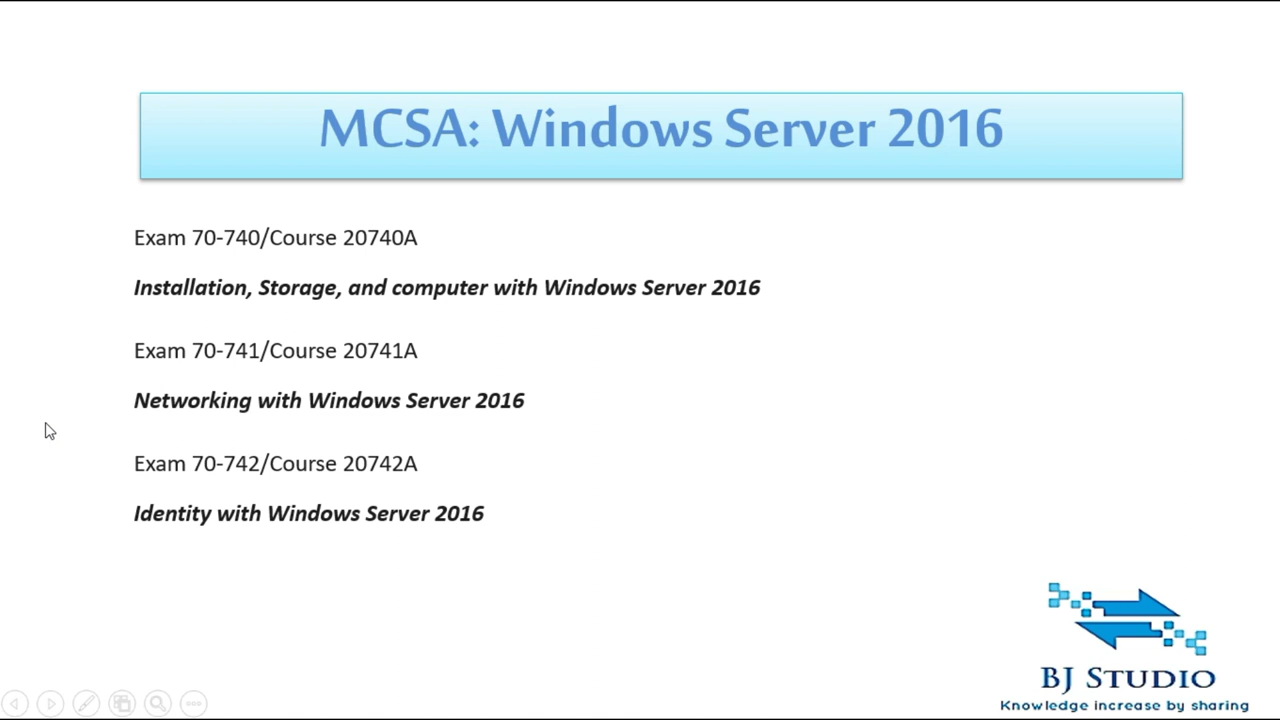 MCSA: Windows Server 2016
Exam 70-740/Course 20740A
Installation, Storage, and computer with Windows Server 2016
Exam 70-741/Course 20741A
Networking with Windows Server 2016
Exam 70-742/Course 20742A
Identity with Windows Server 2016
BJ STUDIO
Knowledge increase by sharing